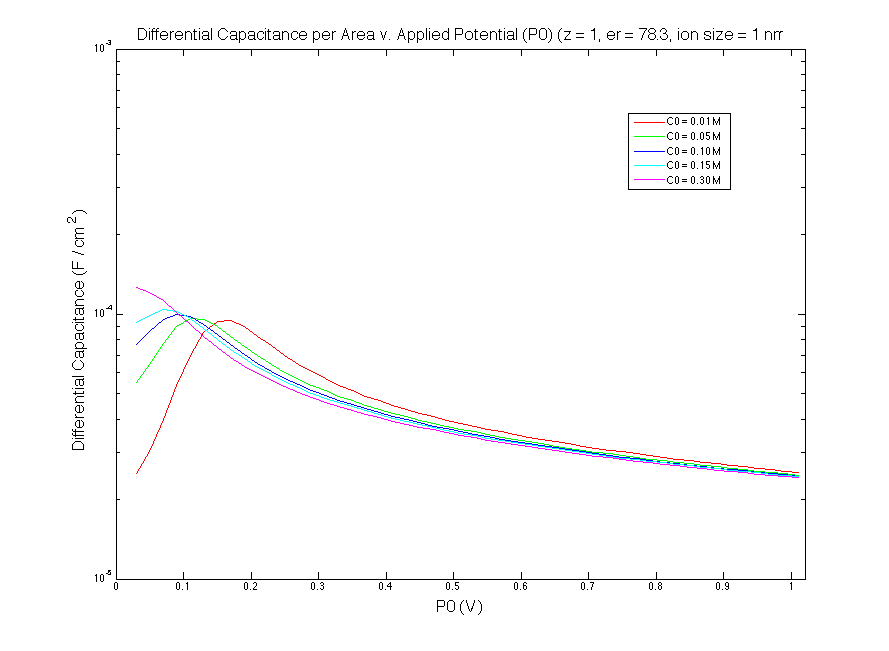 Differential Capacitance per Area v. Applied Potential (P0) (z = 1, er = 78.3, ion size = 1 nm
10-3
10-4
10-5
Differential Capacitance (F / cm2)
C0 = 0.01M
C0 = 0.05M
C0 = 0.10M
C0 = 0.15M
C0 = 0.30M
0 0.1 0.2 0.3 0.4 0.5 0.6 0.7 0.8 0.9 1
P0 (V)